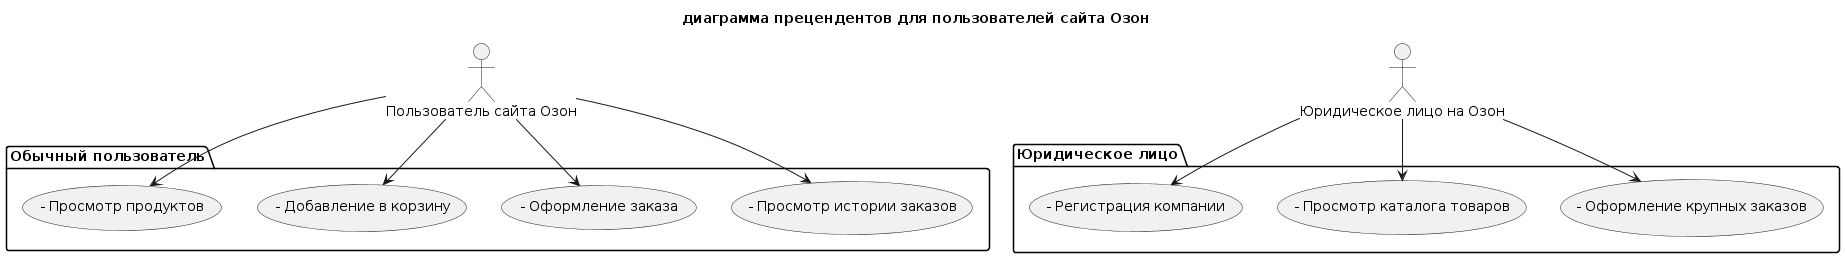 диаграмма прецендентов для пользователей сайта Озон
Пользователь сайта Озон
Юридическое лицо на Озон
Обычный пользователь
Юридическое лицо
- Просмотр продуктов
- Добавление в корзину
- Оформление заказа
- Просмотр истории заказов
- Регистрация компании
- Просмотр каталога товаров
- Оформление крупных заказов